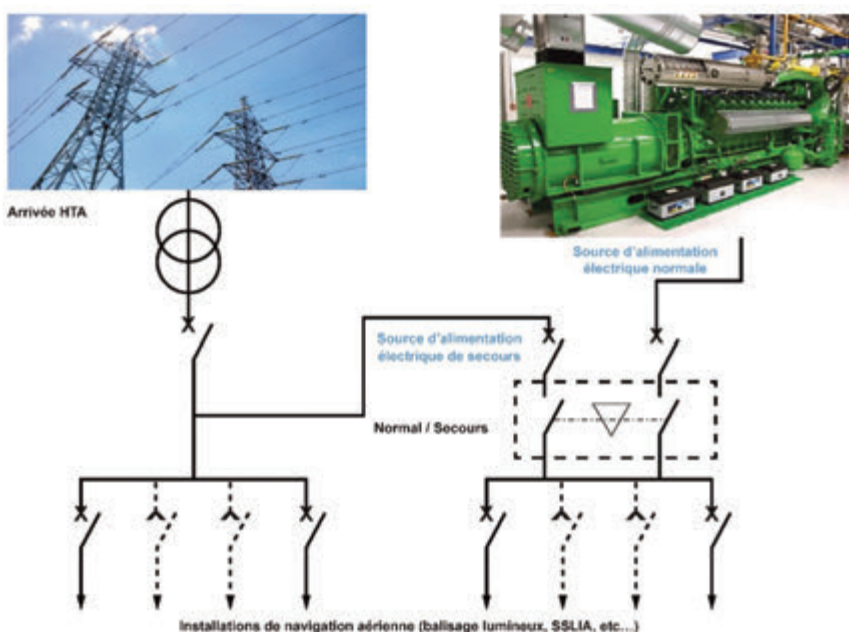 Arrivée HTA
Source d'alimentation
électrique normale
Source d'alimentation
électrique de secours
Normal / Secours
Installations de navigation aérienne (balisage lumineux, SSLIA, etc...)